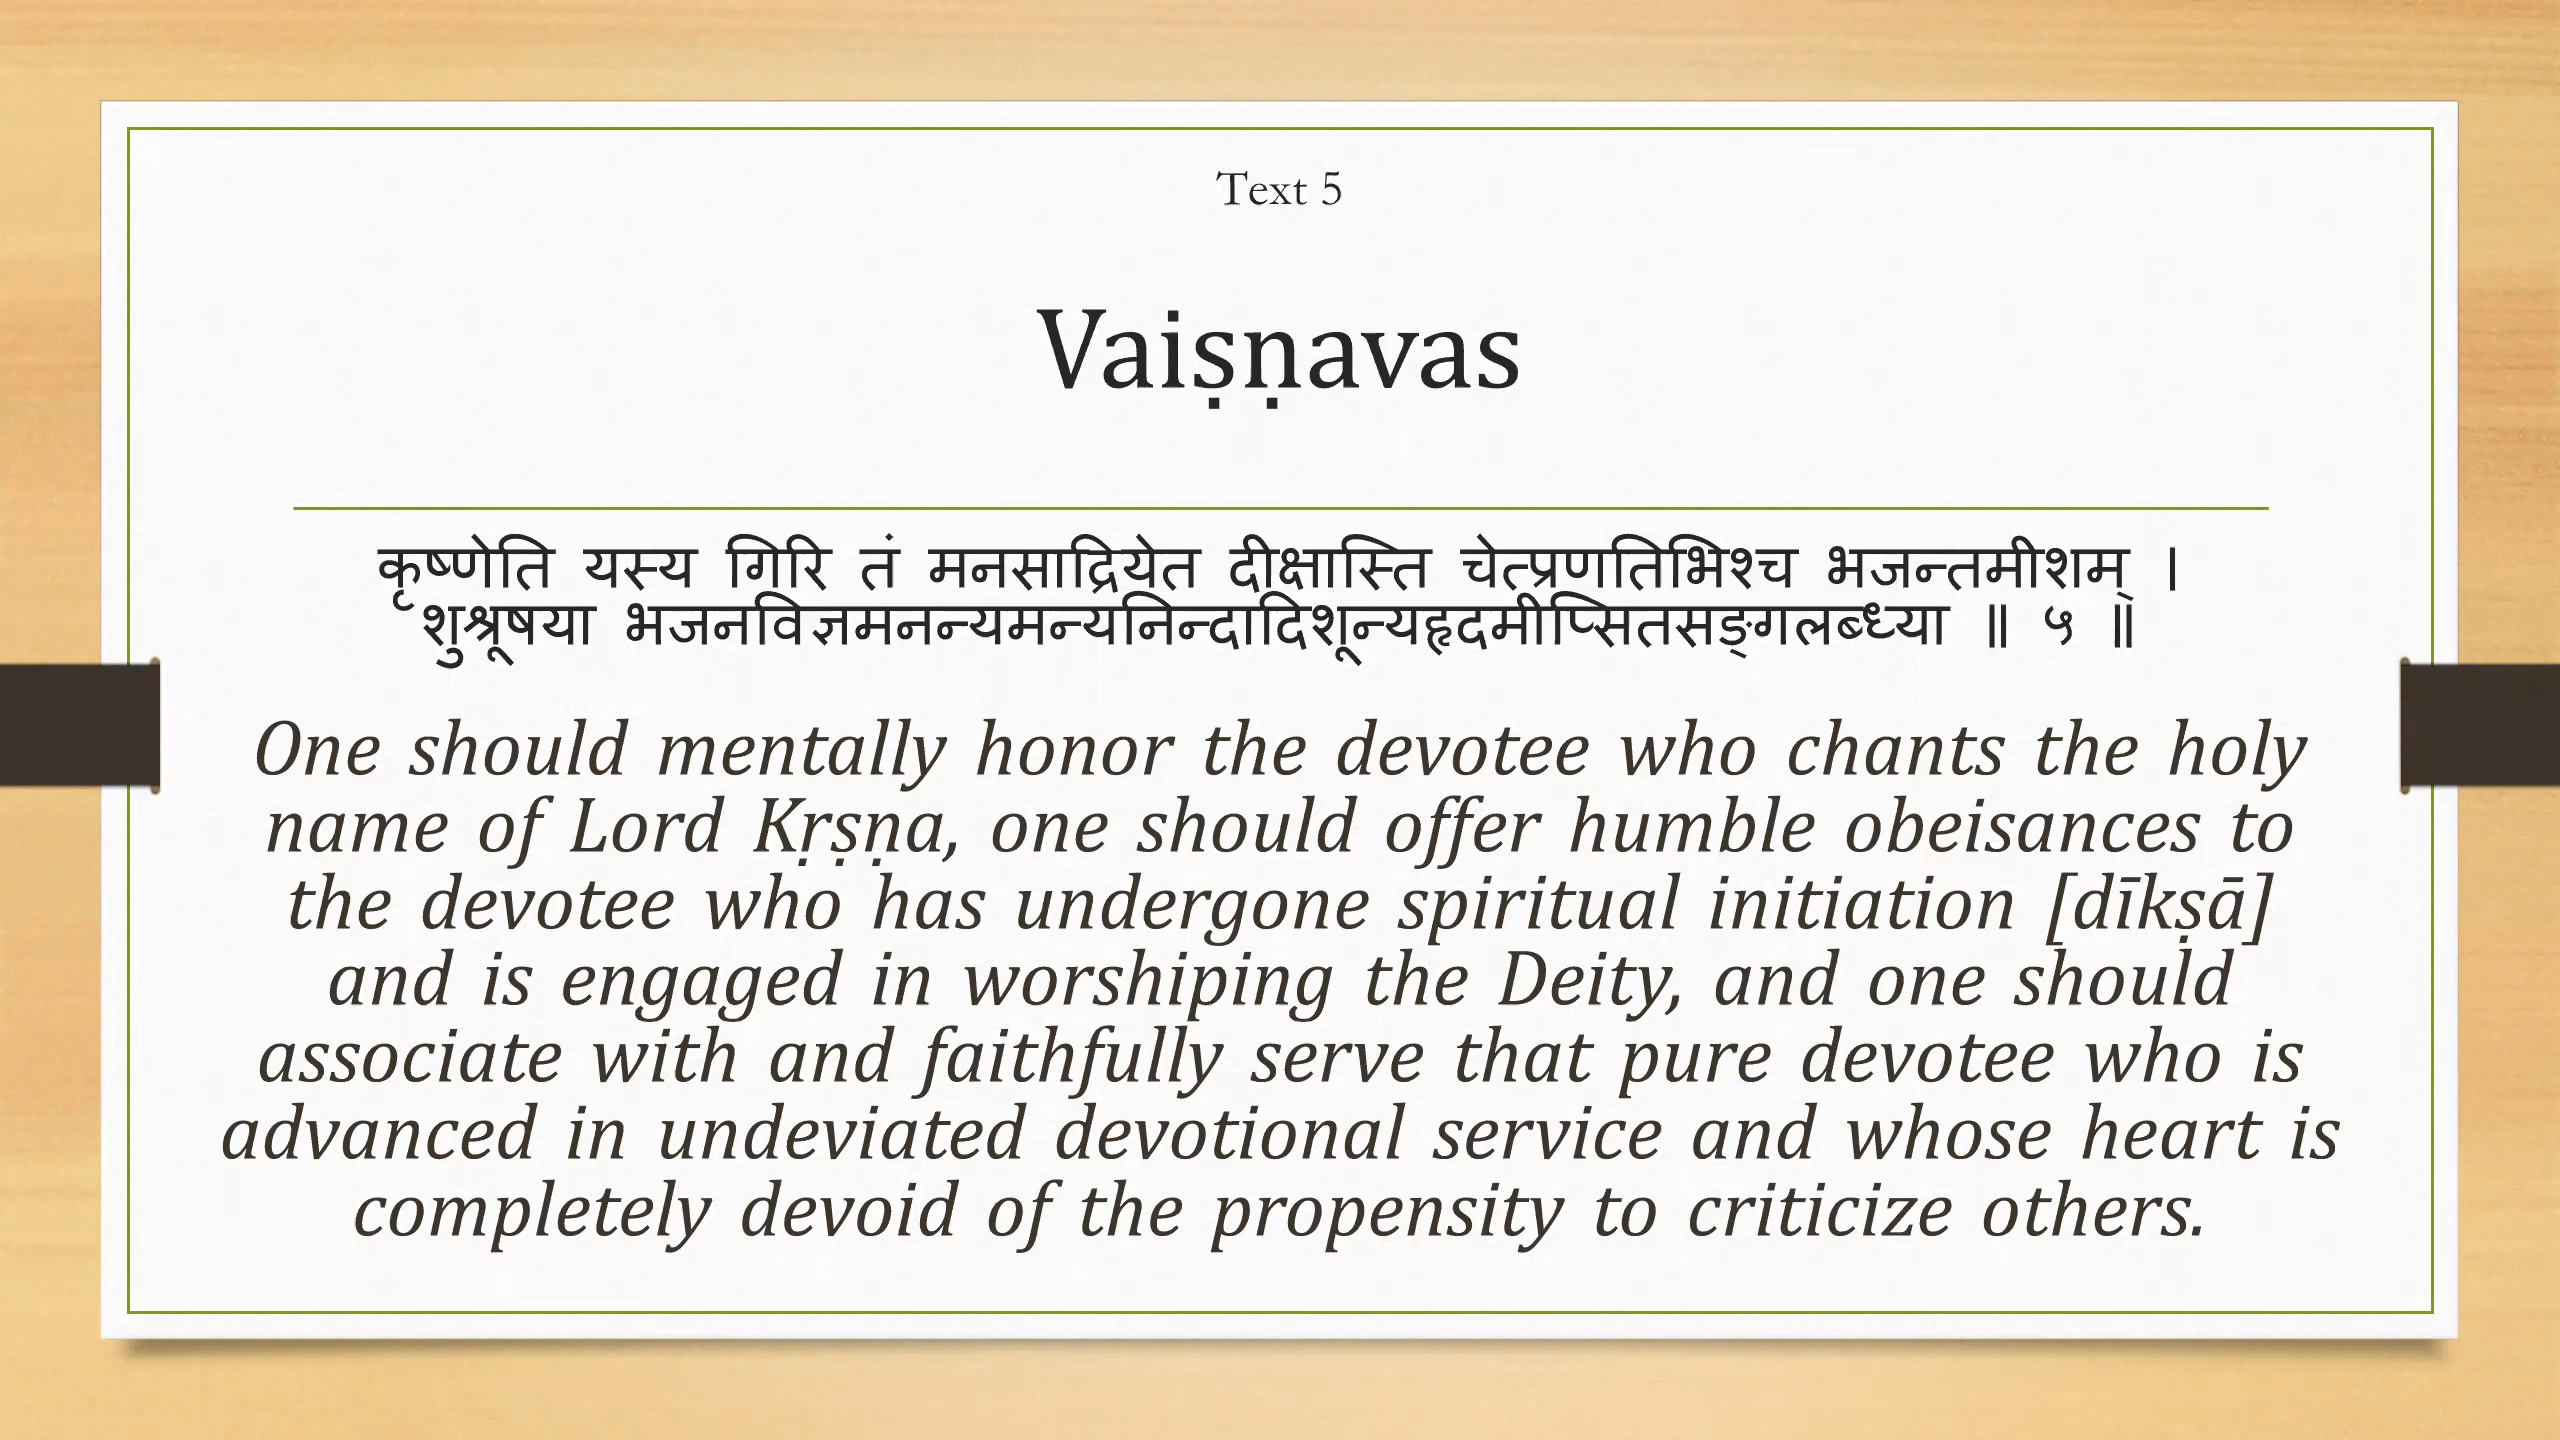 Text 5
Vaiṣṇavas
कृष्णेति यस्य गिरि तं मनसाद्रियेत दीक्षास्ति चेत्प्रणतिभिश्च भजन्तमीशम् ।
शुश्रूषया भजनविज्ञमनन्यमन्यनिन्दादिशून्यहृदमीप्सितसङ्गलब्ध्या ॥ ५ ॥
One should mentally honor the devotee who chants the holy
name of Lord Kṛṣṇa, one should offer humble obeisances to
the devotee who has undergone spiritual initiation [dīkṣā]
and is engaged in worshiping the Deity, and one should
associate with and faithfully serve that pure devotee who is
advanced in undeviated devotional service and whose heart is
completely devoid of the propensity to criticize others.